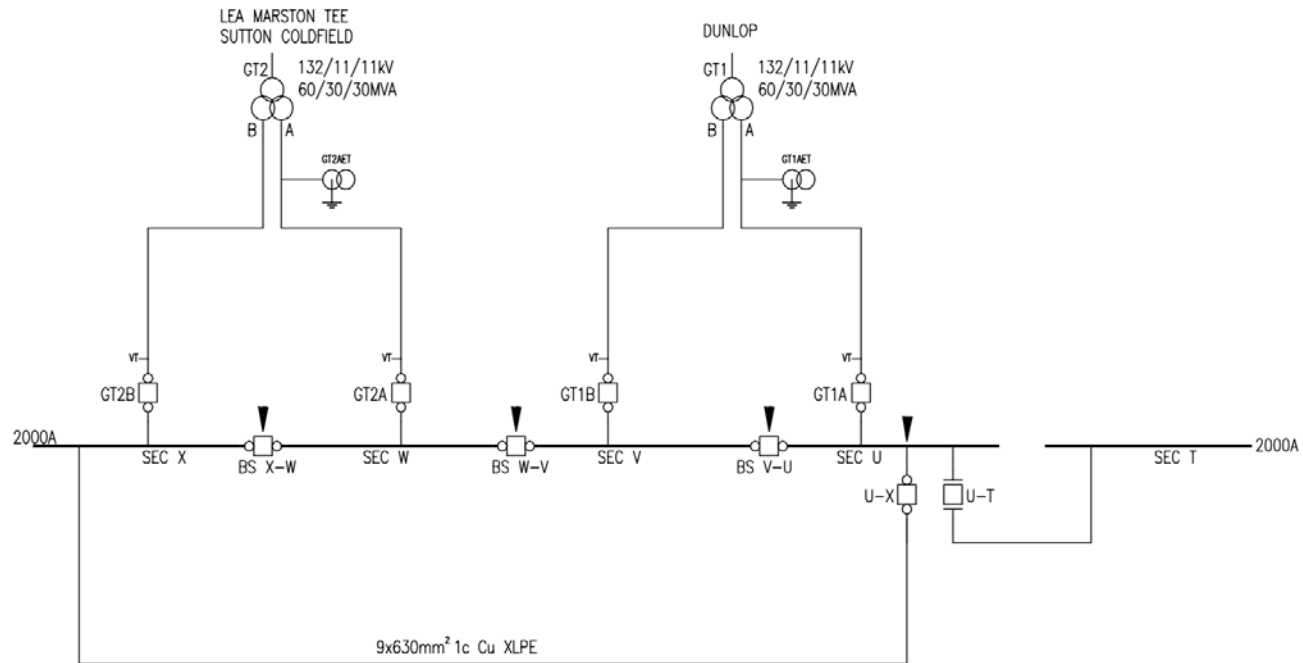 LEA MARSTON TEE
SUTTON COLDFIELD
DUNLOP
GT2
132/11/11kV
60/30/30MVA
GT1
132/11/11kV
60/30/30MVA
B
A
B
A
GT2AET
GT1AET
VT
VT
VT
VT
GT2B
GT2A
GT1B
GT1A
2000A
2000A
SEC X
BS X-W
SEC W
BS W-V
SEC V
BS V-U
SEC U
SEC T
U-X
U-T
9x630mm² 1c Cu XLPE